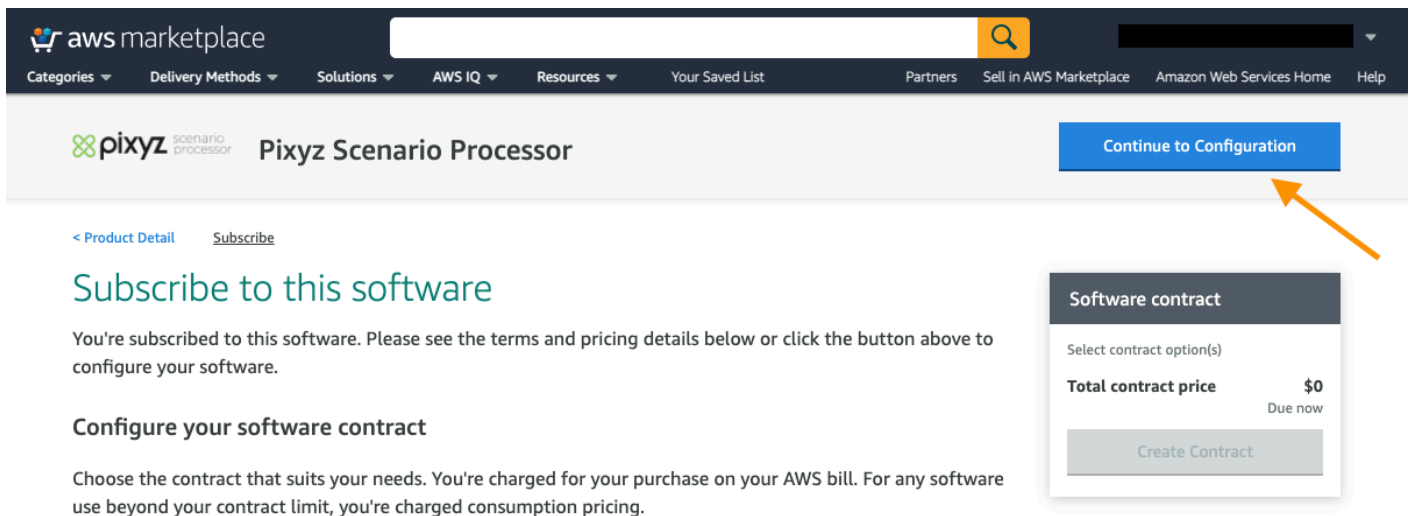 aws marketplace
Categories Delivery Methods Solutions AWS IQ Resources Your Saved List Partners Sell in AWS Marketplace Amazon Web Services Home Help
pixyz scenario processor Pixyz Scenario Processor
Continue to Configuration
< Product Detail Subscribe
Subscribe to this software
You're subscribed to this software. Please see the terms and pricing details below or click the button above to
configure your software.
Configure your software contract
Choose the contract that suits your needs. You're charged for your purchase on your AWS bill. For any software
use beyond your contract limit, you're charged consumption pricing.
Software contract
Select contract option(s)
Total contract price $0
Due now
Create Contract